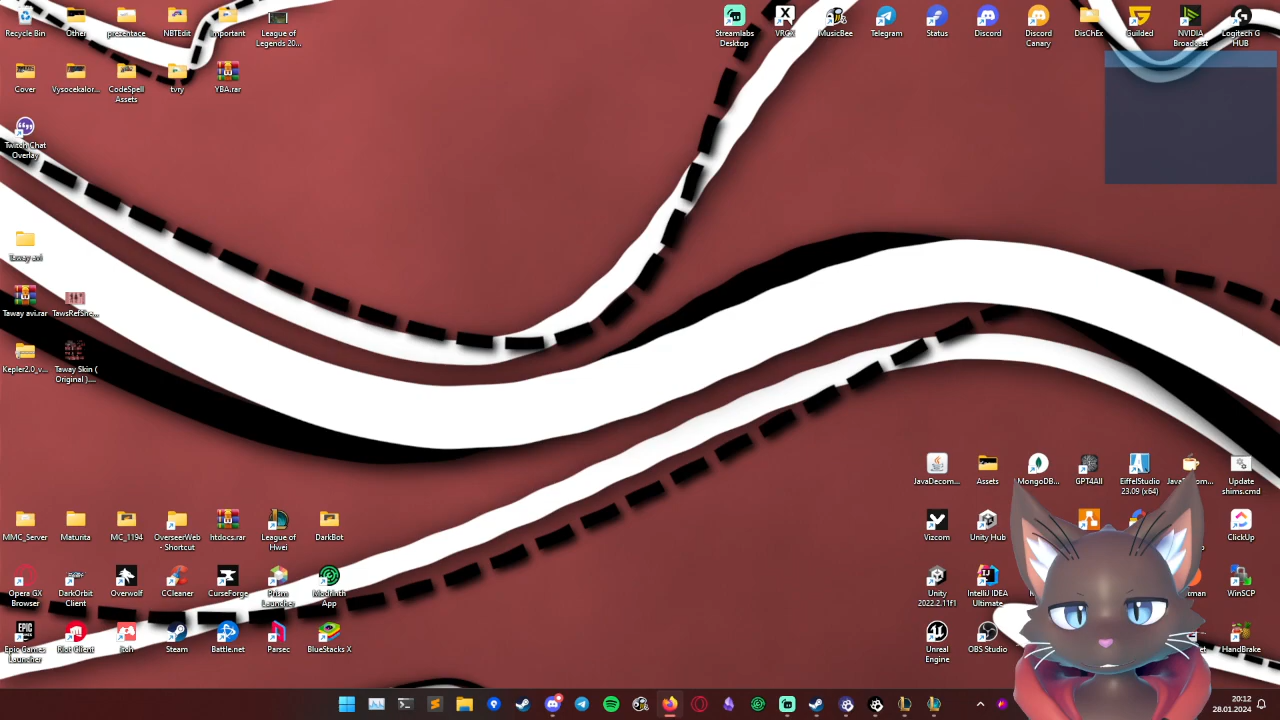 Recycle Bin
Other
presentace
NBTEdit
Important
League of
Legends 20...
Streamlabs
Desktop
VRCX
MusicBee
Telegram
Status
Discord
Discord
Canary
DisChEx
Guilded
NVIDIA
Broadcast
Logitech G
HUB
Cover
Vysocekalor...
CodeSpell
Assets
tvry
YBA.rar
Twitch Chat
Overlay
Taway avi
Taway avi.rar
TawsRefShe...
Kepler2.0_v...
Taway Skin (
Original )....
JavaDecom...
Assets
MongoDB...
GPT4All
EiffelStudio
23.09 (x64)
JavaDecom...
Update
shims.cmd
MMC_Server
Maturita
MC_1194
OverseerWeb
- Shortcut
htdocs.rar
League of
Hwei
DarkBot
Vizcom
Unity Hub
ClickUp
Opera GX
Browser
DarkOrbit
Client
Overwolf
CCleaner
CurseForge
Prism
Launcher
Modrinth
App
Unity
2022.2.11f1
IntelliJ IDEA
Ultimate
WinSCP
Epic Games
Launcher
Riot Client
itch
Steam
Battle.net
Parsec
BlueStacks X
Unreal
Engine
OBS Studio
HandBrake
20:12
28.01.2024